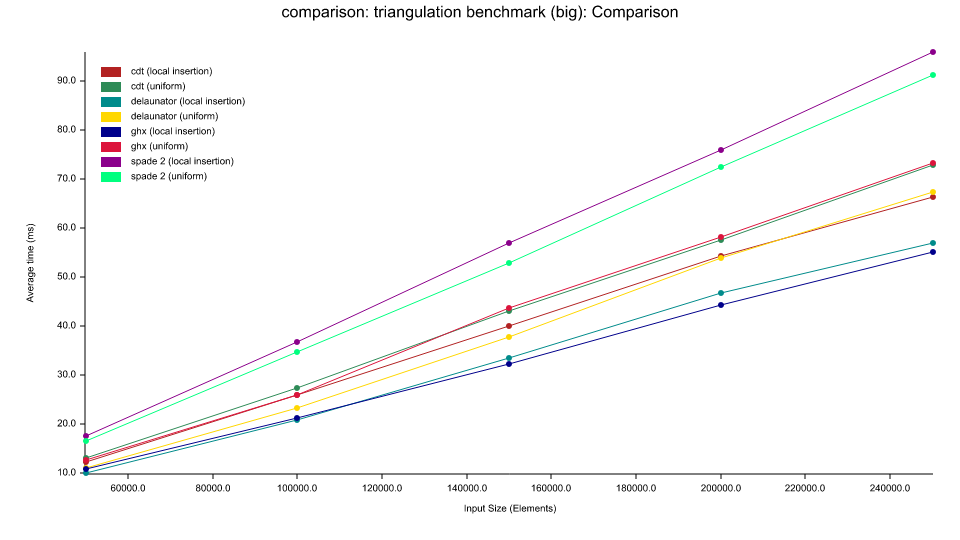 comparison: triangulation benchmark (big): Comparison
cdt (local insertion)
cdt (uniform)
delaunator (local insertion)
delaunator (uniform)
ghx (local insertion)
ghx (uniform)
spade 2 (local insertion)
spade 2 (uniform)
Average time (ms)
90.0
80.0
70.0
60.0
50.0
40.0
30.0
20.0
10.0
60000.0 80000.0 100000.0 120000.0 140000.0 160000.0 180000.0 200000.0 220000.0 240000.0
Input Size (Elements)